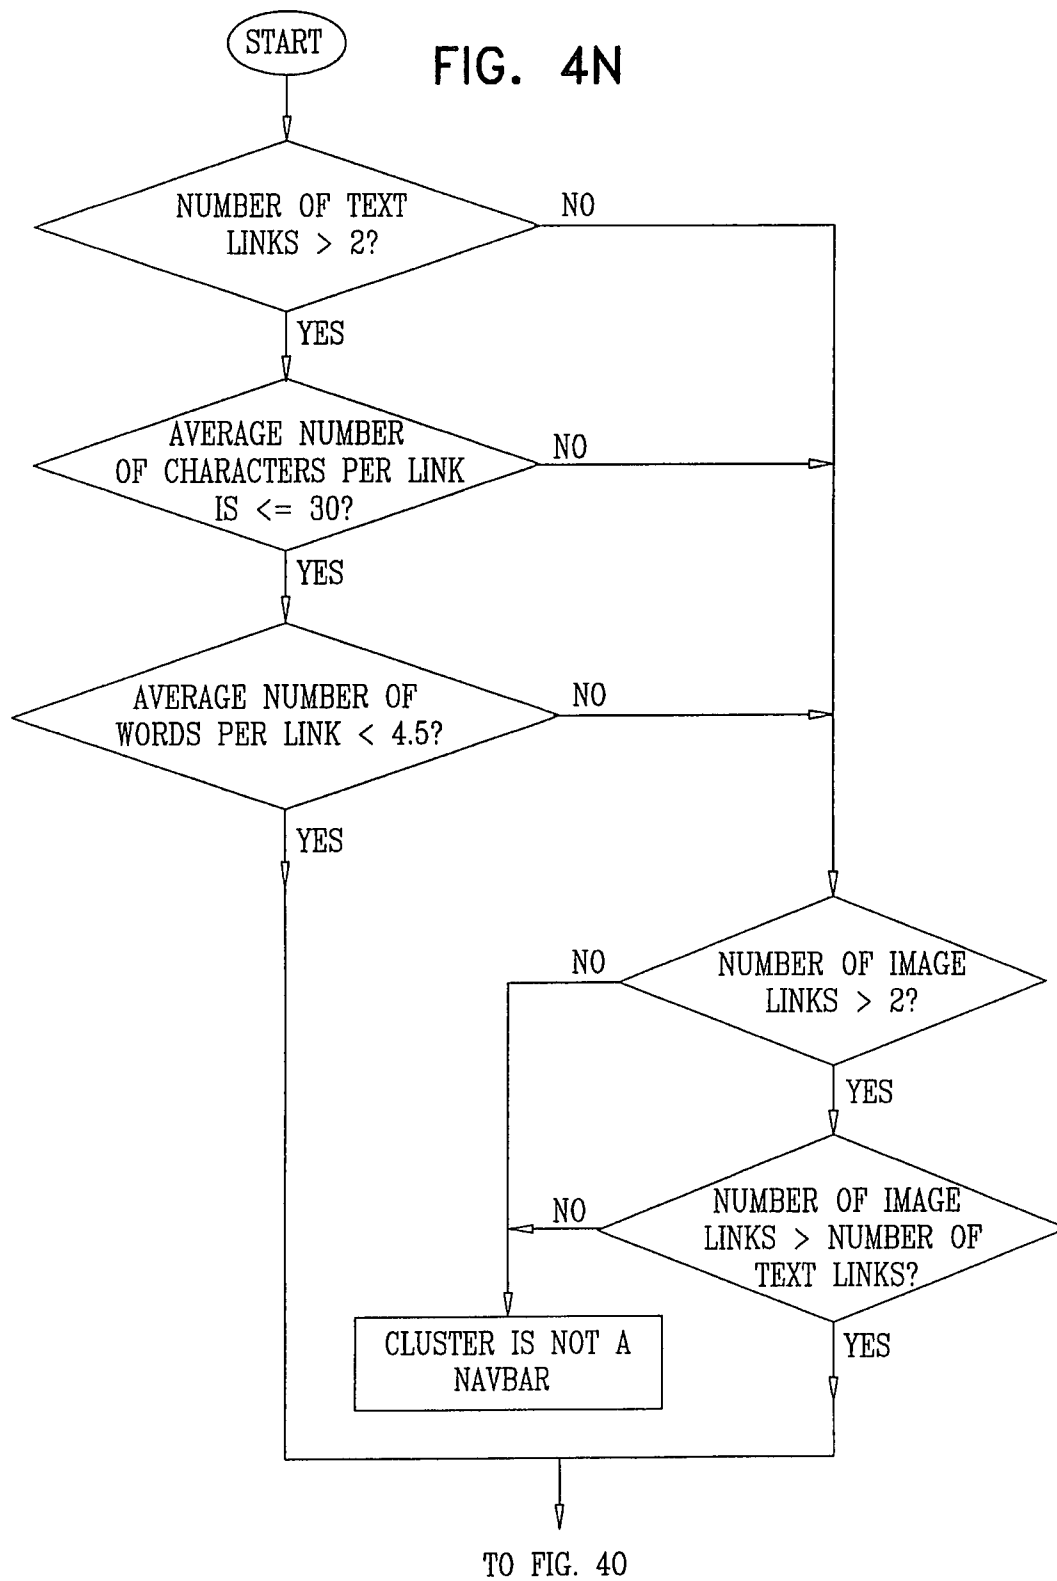 START
FIG. 4N
NUMBER OF TEXT
LINKS > 2?
NO
YES
AVERAGE NUMBER
OF CHARACTERS PER LINK
IS <= 30?
NO
YES
AVERAGE NUMBER OF
WORDS PER LINK < 4.5?
NO
YES
NUMBER OF IMAGE
LINKS > 2?
NO
YES
NUMBER OF IMAGE
LINKS > NUMBER OF
TEXT LINKS?
NO
YES
CLUSTER IS NOT A
NAVBAR
TO FIG. 4O